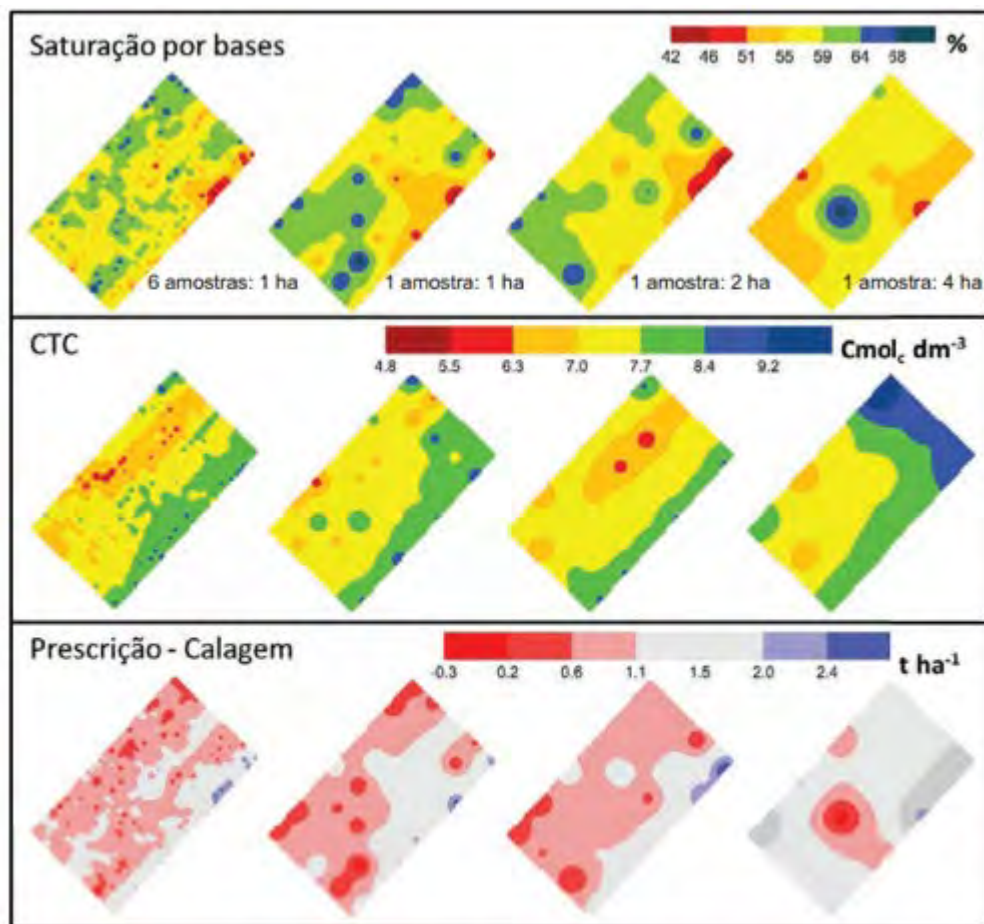 Saturação por bases
%
42 46 51 55 59 64 68
6 amostras: 1 ha
1 amostra: 1 ha
1 amostra: 2 ha
1 amostra: 4 ha
CTC
Cmolc dm-3
4.8 5.5 6.3 7.0 7.7 8.4 9.2
Prescrição - Calagem
t ha-1
-0.3 0.2 0.6 1.1 1.5 2.0 2.4